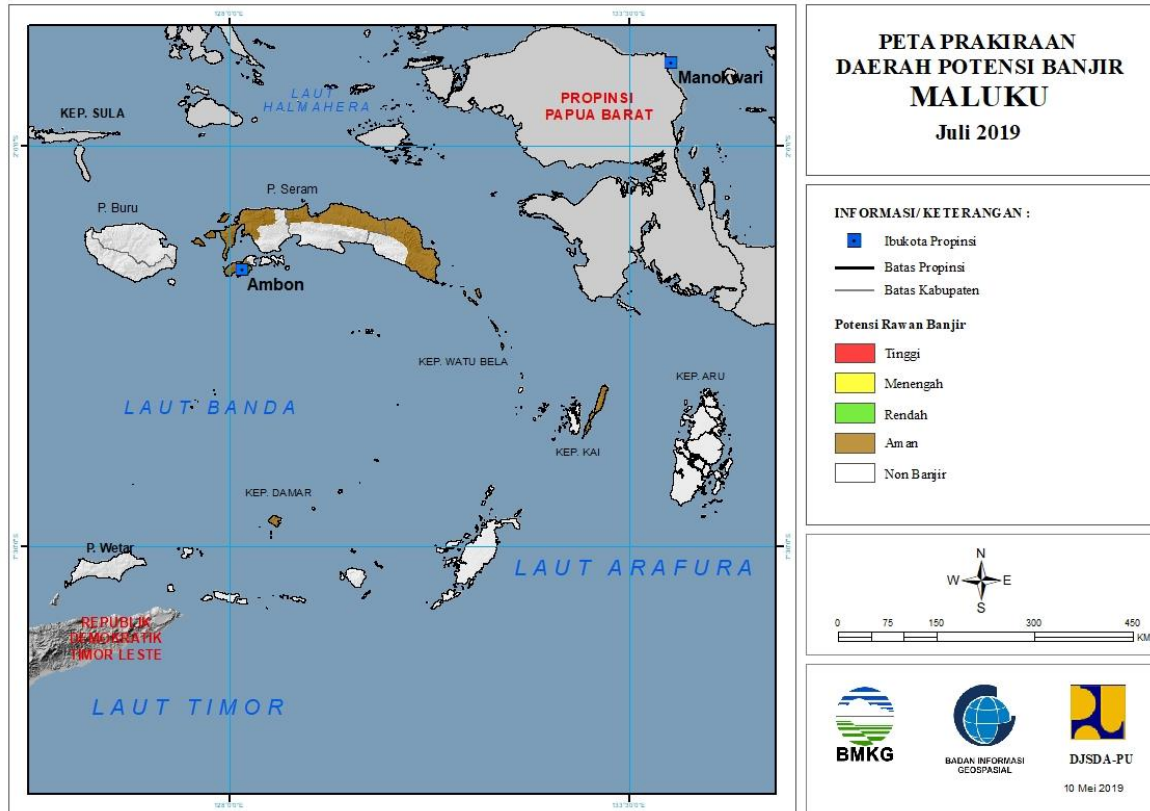 PETA PRAKIRAAN
DAERAH POTENSI BANJIR
MALUKU
Juli 2019
INFORMASI/ KETERANGAN :
Ibukota Propinsi
Batas Propinsi
Batas Kabupaten
Potensi Rawan Banjir
Tinggi
Menengah
Rendah
Aman
Non Banjir
N
W E
S
0 75 150 300 450
KM
BMKG
BADAN INFORMASI
GEOSPASIAL
DJSDA-PU
10 Mei 2019
Manokwari
LAUT
HALMAHERA
PROPINSI
PAPUA BARAT
KEP. SULA
P. Seram
P. Buru
Ambon
KEP. WATU BELA
KEP. ARU
LAUT BANDA
KEP. KAI
KEP. DAMAR
P. Wetar
LAUT ARAFURA
REPUBLIK
DEMOKRATIK
TIMOR LESTE
LAUT TIMOR